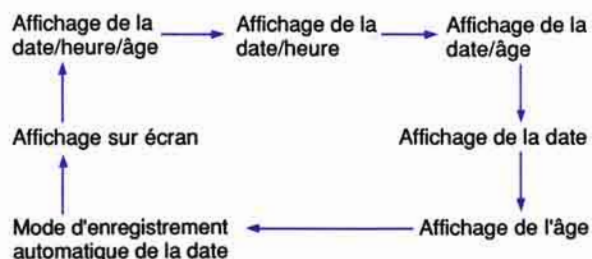 Affichage de la
date/heure/âge
Affichage de la
date/heure
Affichage de la
date/âge
Affichage sur écran
Affichage de la date
Mode d'enregistrement
automatique de la date
Affichage de l'âge